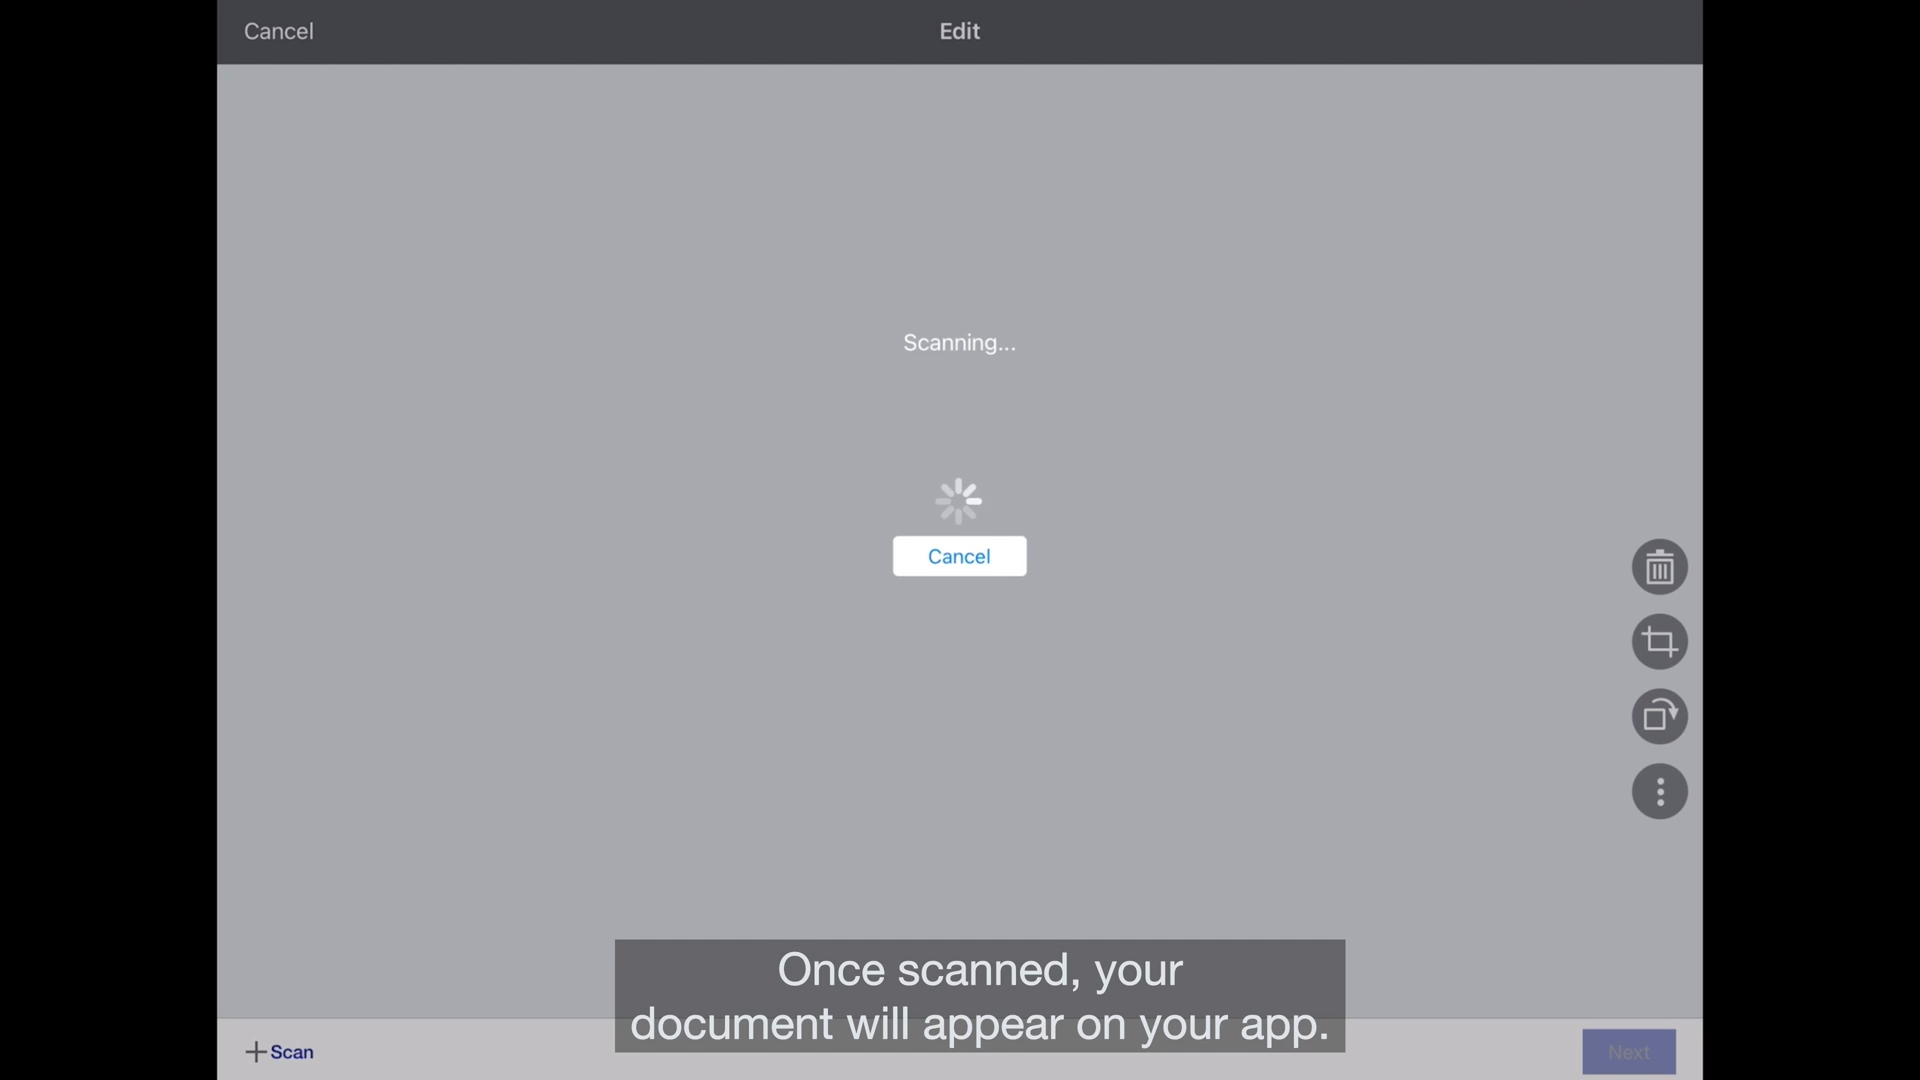 Cancel
Edit
Scanning...
Cancel
Once scanned, your
document will appear on your app.
Scan
Next